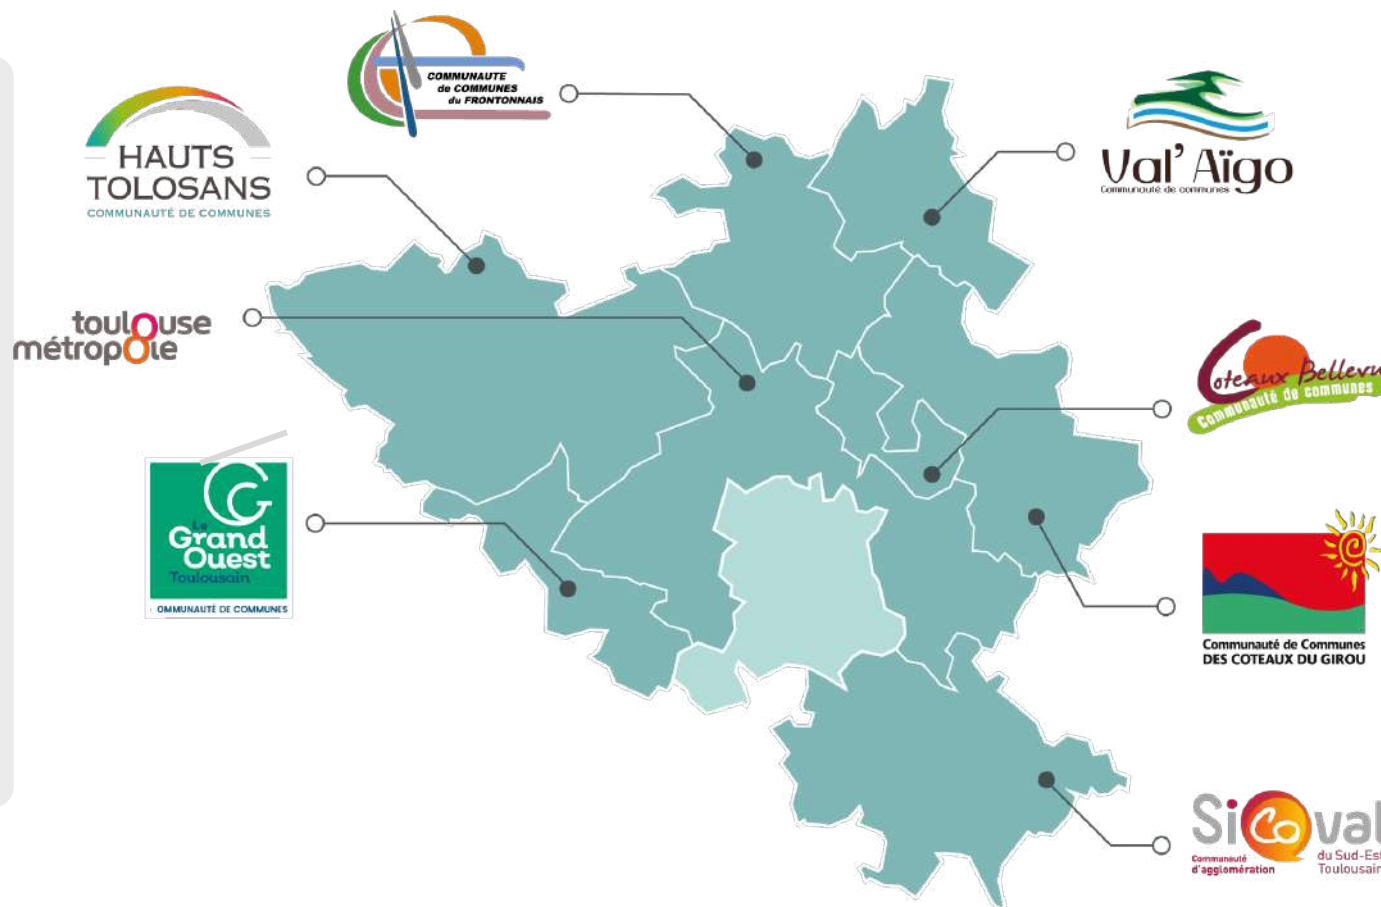 COMMUNAUTE
de COMMUNES
du FRONTONNAIS
HAUTS
TOLOSANS
COMMUNAUTÉ DE COMMUNES
Val' Aïgo
Communauté de communes
toulouse
métropole
Coteaux Bellevu
Communauté de communes
Le
Grand
Ouest
Toulousain
OMMUNAUTÉ DE COMMUNES
Communauté de Communes
DES COTEAUX DU GIROU
Sicoval
Communauté
d'agglomération
du Sud-Est
Toulousain